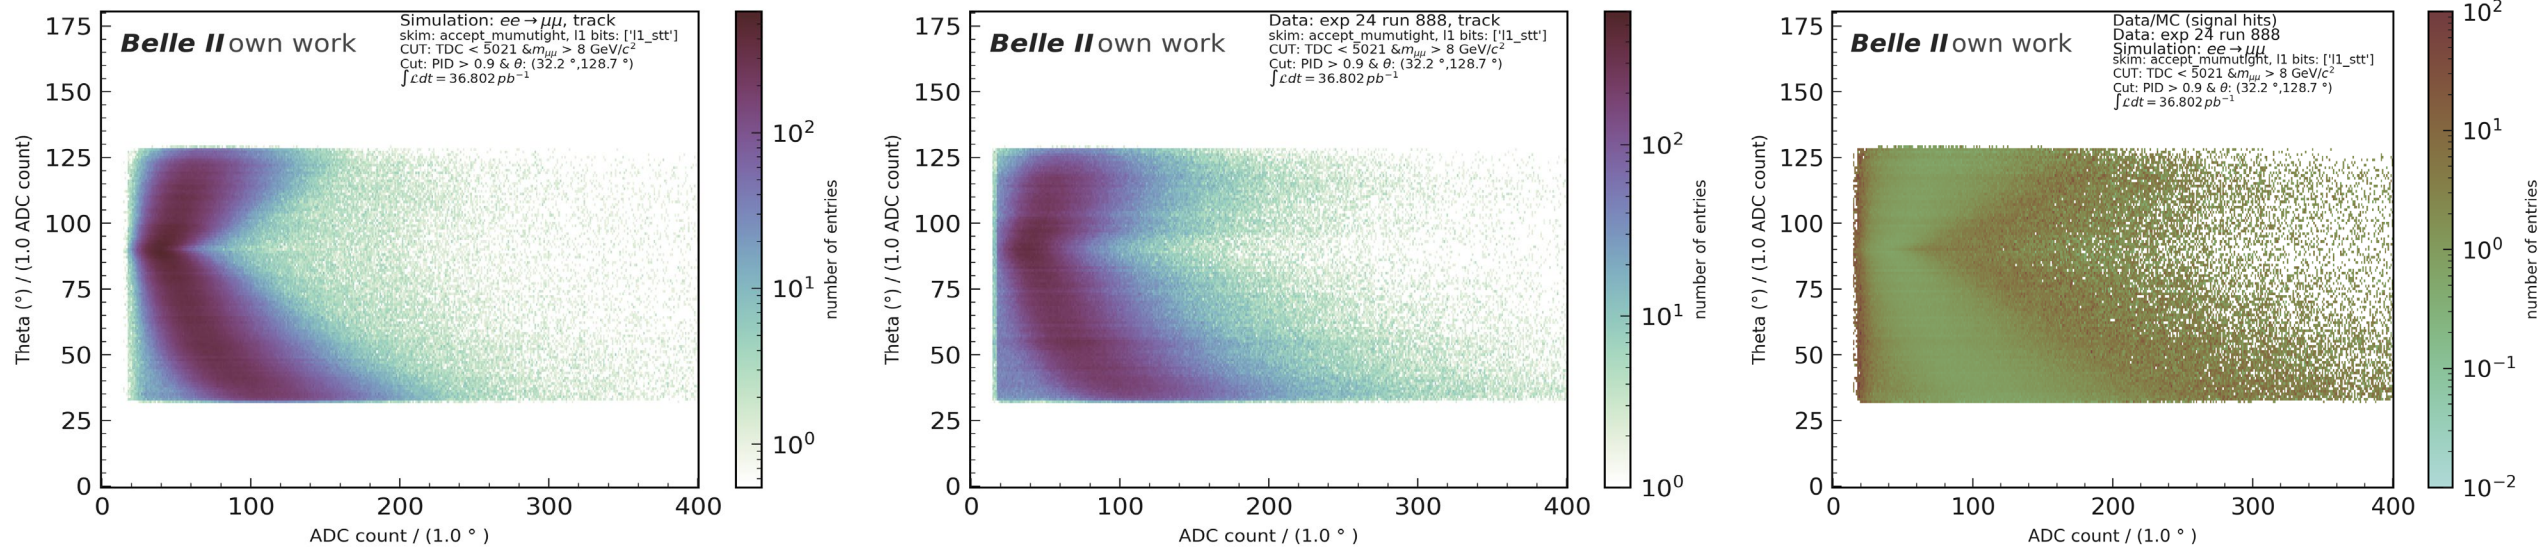 Simulation: ee → μμ, track
Belle II own work
skim: accept_mumutight, l1 bits: ['l1_stt']
CUT: TDC < 5021 &m_μμ > 8 GeV/c²
Cut: PID > 0.9 & θ: (32.2 °,128.7 °)
∫ℒdt = 36.802 pb⁻¹
175
150
125
100
75
50
25
0
Theta (°) / (1.0 ADC count)
0 100 200 300 400
ADC count / (1.0 ° )
10²
10¹
10⁰
number of entries
Data: exp 24 run 888, track
Belle II own work
skim: accept_mumutight, l1 bits: ['l1_stt']
CUT: TDC < 5021 &m_μμ > 8 GeV/c²
Cut: PID > 0.9 & θ: (32.2 °,128.7 °)
∫ℒdt = 36.802 pb⁻¹
175
150
125
100
75
50
25
0
Theta (°) / (1.0 ADC count)
0 100 200 300 400
ADC count / (1.0 ° )
10²
10¹
10⁰
number of entries
Data/MC (signal hits)
Data: exp 24 run 888
Belle II own work
Simulation: ee → μμ
skim: accept_mumutight, l1 bits: ['l1_stt']
CUT: TDC < 5021 &m_μμ > 8 GeV/c²
Cut: PID > 0.9 & θ: (32.2 °,128.7 °)
∫ℒdt = 36.802 pb⁻¹
175
150
125
100
75
50
25
0
Theta (°) / (1.0 ADC count)
0 100 200 300 400
ADC count / (1.0 ° )
10²
10¹
10⁰
10⁻¹
10⁻²
number of entries